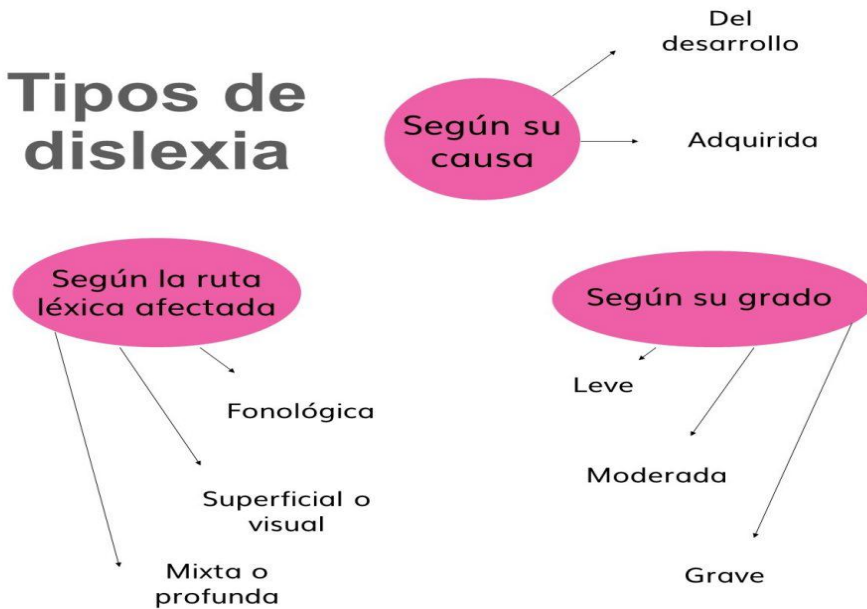 Tipos de
dislexia
Según su
causa
Del
desarrollo
Adquirida
Según la ruta
léxica afectada
Fonológica
Superficial o
visual
Mixta o
profunda
Según su grado
Leve
Moderada
Grave